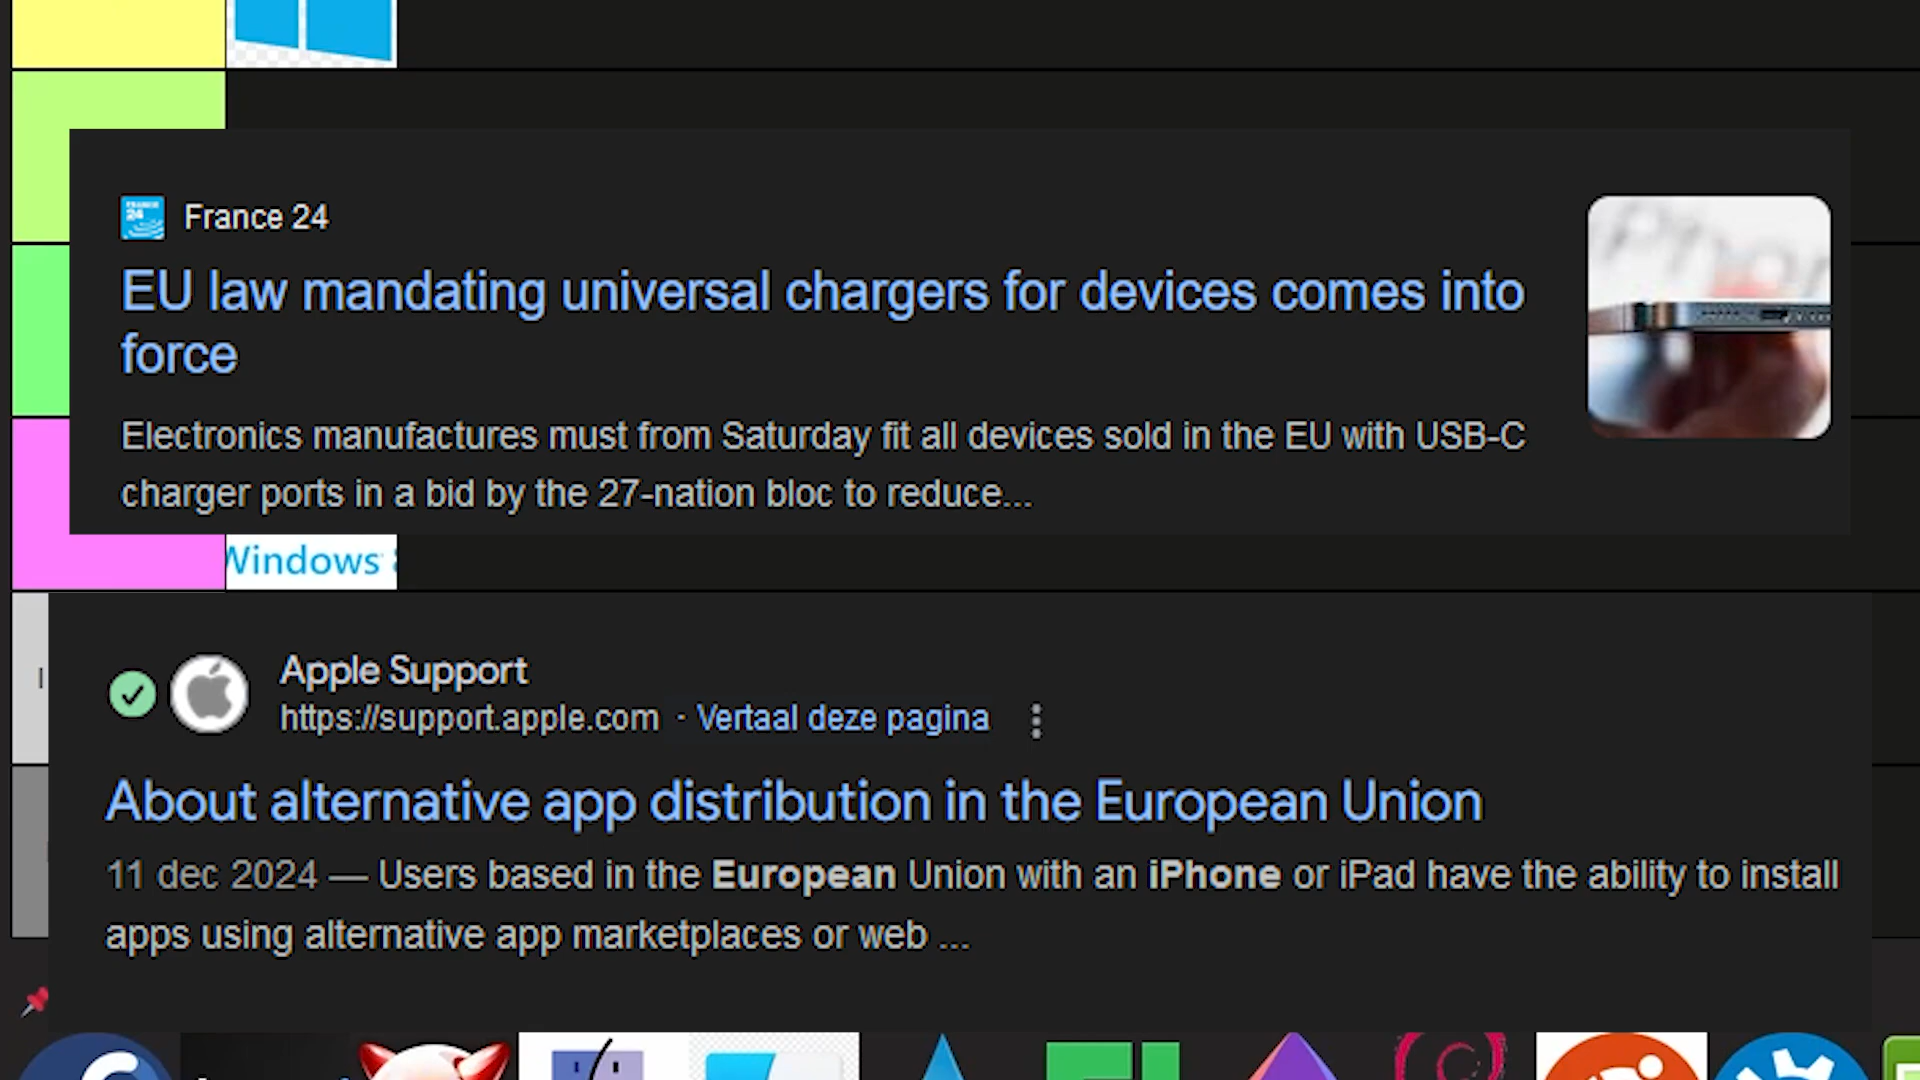 FRANCE 24
France 24
EU law mandating universal chargers for devices comes into
force
Electronics manufactures must from Saturday fit all devices sold in the EU with USB-C
charger ports in a bid by the 27-nation bloc to reduce...
Windows
Apple Support
https://support.apple.com · Vertaal deze pagina
About alternative app distribution in the European Union
11 dec 2024 — Users based in the European Union with an iPhone or iPad have the ability to install
apps using alternative app marketplaces or web ...